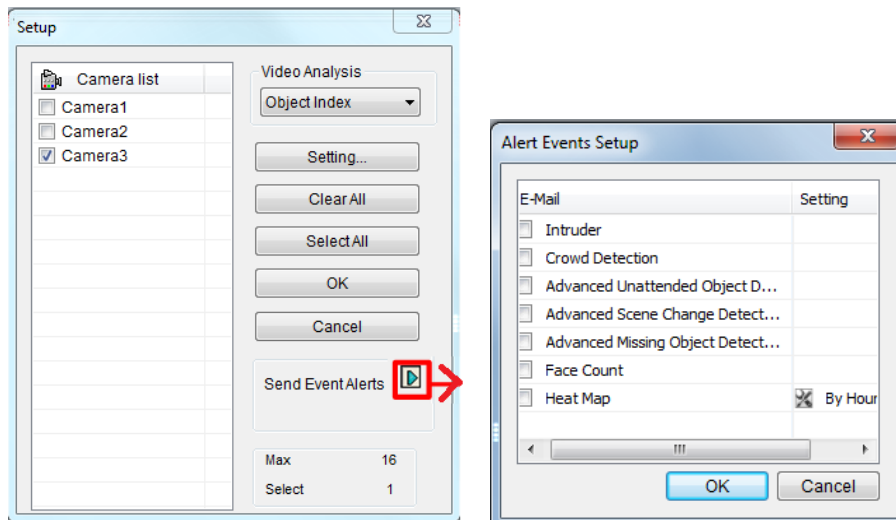 Setup
Camera list
Camera1
Camera2
Camera3
Video Analysis
Object Index
Setting...
Clear All
Select All
OK
Cancel
Send Event Alerts
Max 16
Select 1
Alert Events Setup
E-Mail Setting
Intruder
Crowd Detection
Advanced Unattended Object D...
Advanced Scene Change Detect...
Advanced Missing Object Detect...
Face Count
Heat Map By Hour
OK Cancel